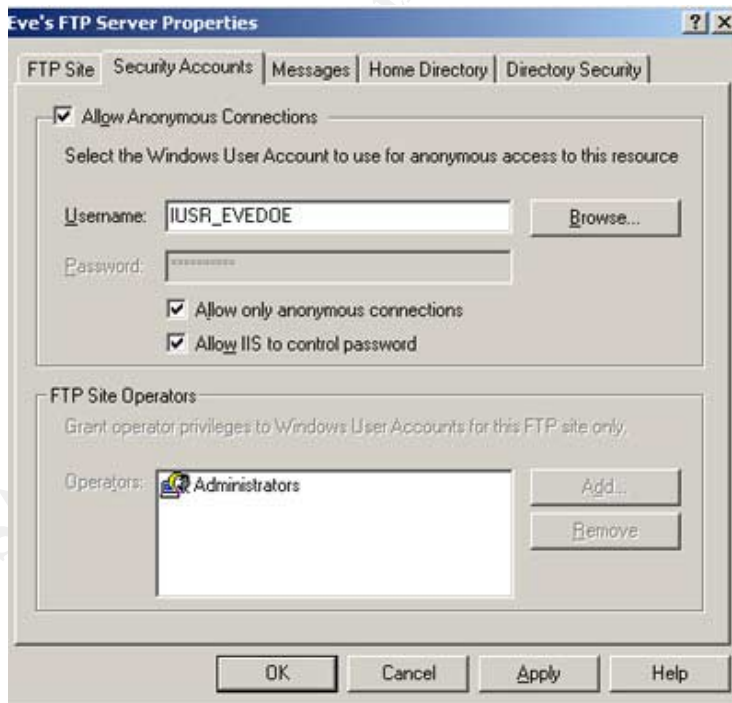 Eve's FTP Server Properties
FTP Site Security Accounts Messages Home Directory Directory Security
Allow Anonymous Connections
Select the Windows User Account to use for anonymous access to this resource
Username: IUSR_EVEDOE Browse...
Password: **********
Allow only anonymous connections
Allow IIS to control password
FTP Site Operators
Grant operator privileges to Windows User Accounts for this FTP site only.
Operators: Administrators Add...
Remove
OK Cancel Apply Help